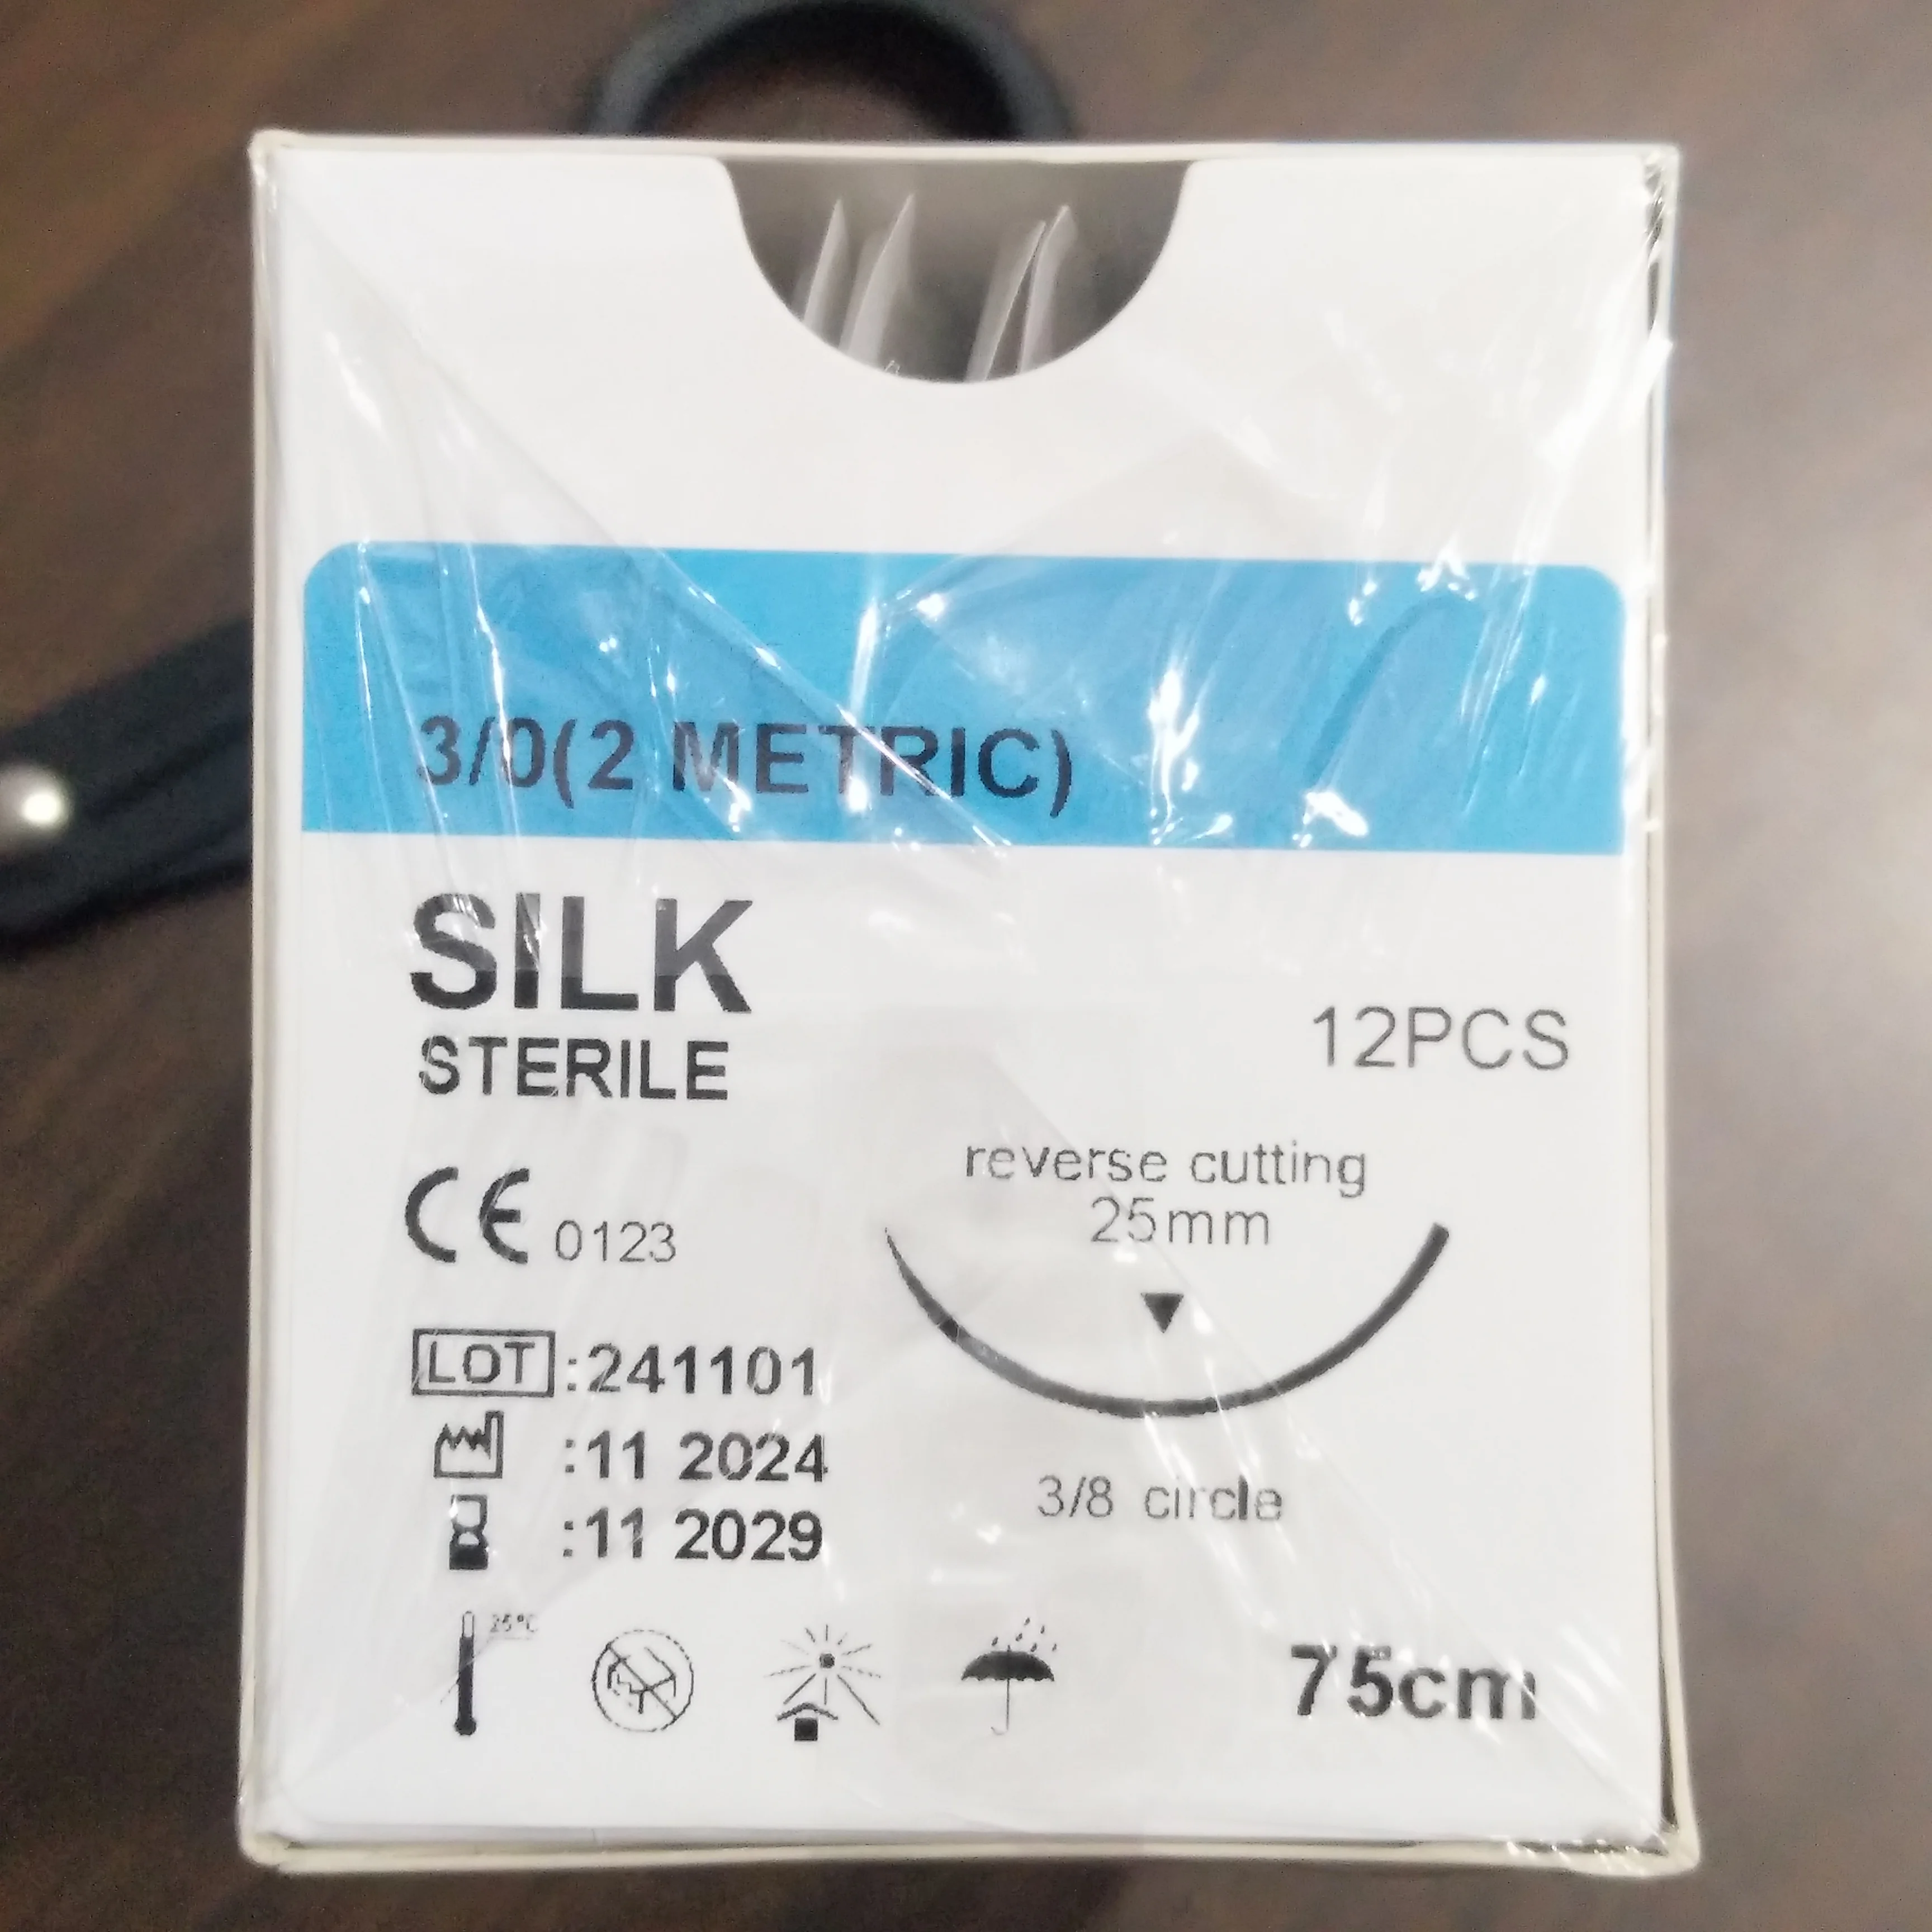 3/0(2 METRIC)
SILK
STERILE
12PCS
reverse cutting
25mm
CE 0123
LOT :241101
:11 2024
:11 2029
3/8 circle
25°C
75cm